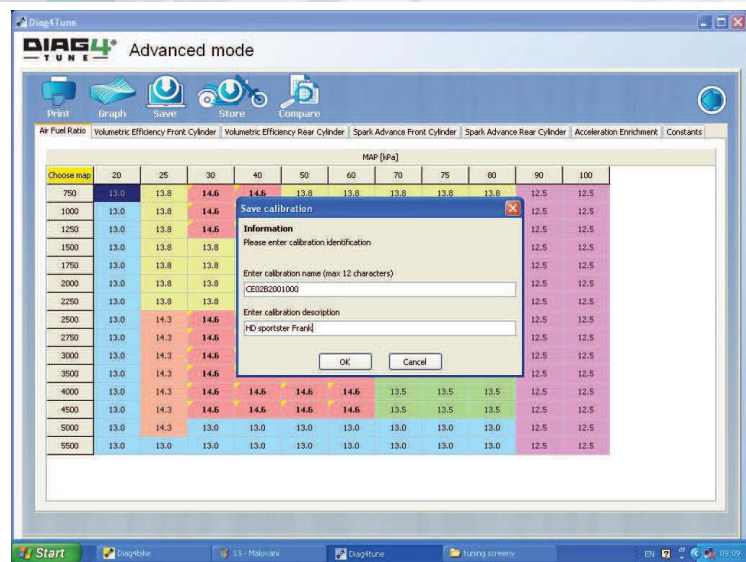 Diag4Tune
DIAG4® Advanced mode
TUNE
Print Graph Save Store Compare
Air Fuel Ratio Volumetric Efficiency Front Cylinder Volumetric Efficiency Rear Cylinder Spark Advance Front Cylinder Spark Advance Rear Cylinder Acceleration Enrichment Constants
MAP [kPa]
Choose map 20 25 30 40 50 60 70 75 80 90 100
750 13.0 13.8 14.6 14.6 13.8 13.8 13.8 13.8 13.8 12.5 12.5
1000 13.0 13.8 14.6 12.5 12.5
1250 13.0 13.8 14.6 12.5 12.5
1500 13.0 13.8 13.8 12.5 12.5
1750 13.0 13.8 13.8 12.5 12.5
2000 13.0 13.8 13.8 12.5 12.5
2250 13.0 13.8 13.8 12.5 12.5
2500 13.0 14.3 14.6 12.5 12.5
2750 13.0 14.3 14.6 12.5 12.5
3000 13.0 14.3 14.6 12.5 12.5
3500 13.0 14.3 14.6 12.5 12.5
4000 13.0 14.3 14.6 14.6 14.6 14.6 13.5 13.5 13.5 12.5 12.5
4500 13.0 14.3 14.6 14.6 14.6 14.6 13.5 13.5 13.5 12.5 12.5
5000 13.0 14.3 13.0 13.0 13.0 13.0 13.0 13.0 13.0 12.5 12.5
5500 13.0 13.0 13.0 13.0 13.0 13.0 13.0 13.0 13.0 12.5 12.5
Save calibration
Information
Please enter calibration identification
Enter calibration name (max 12 characters)
CE02B2001000
Enter calibration description
HD sportster Frank
OK Cancel
Start Diag4bike 13 - Malování Diag4tune tuning screeny EN 09:09